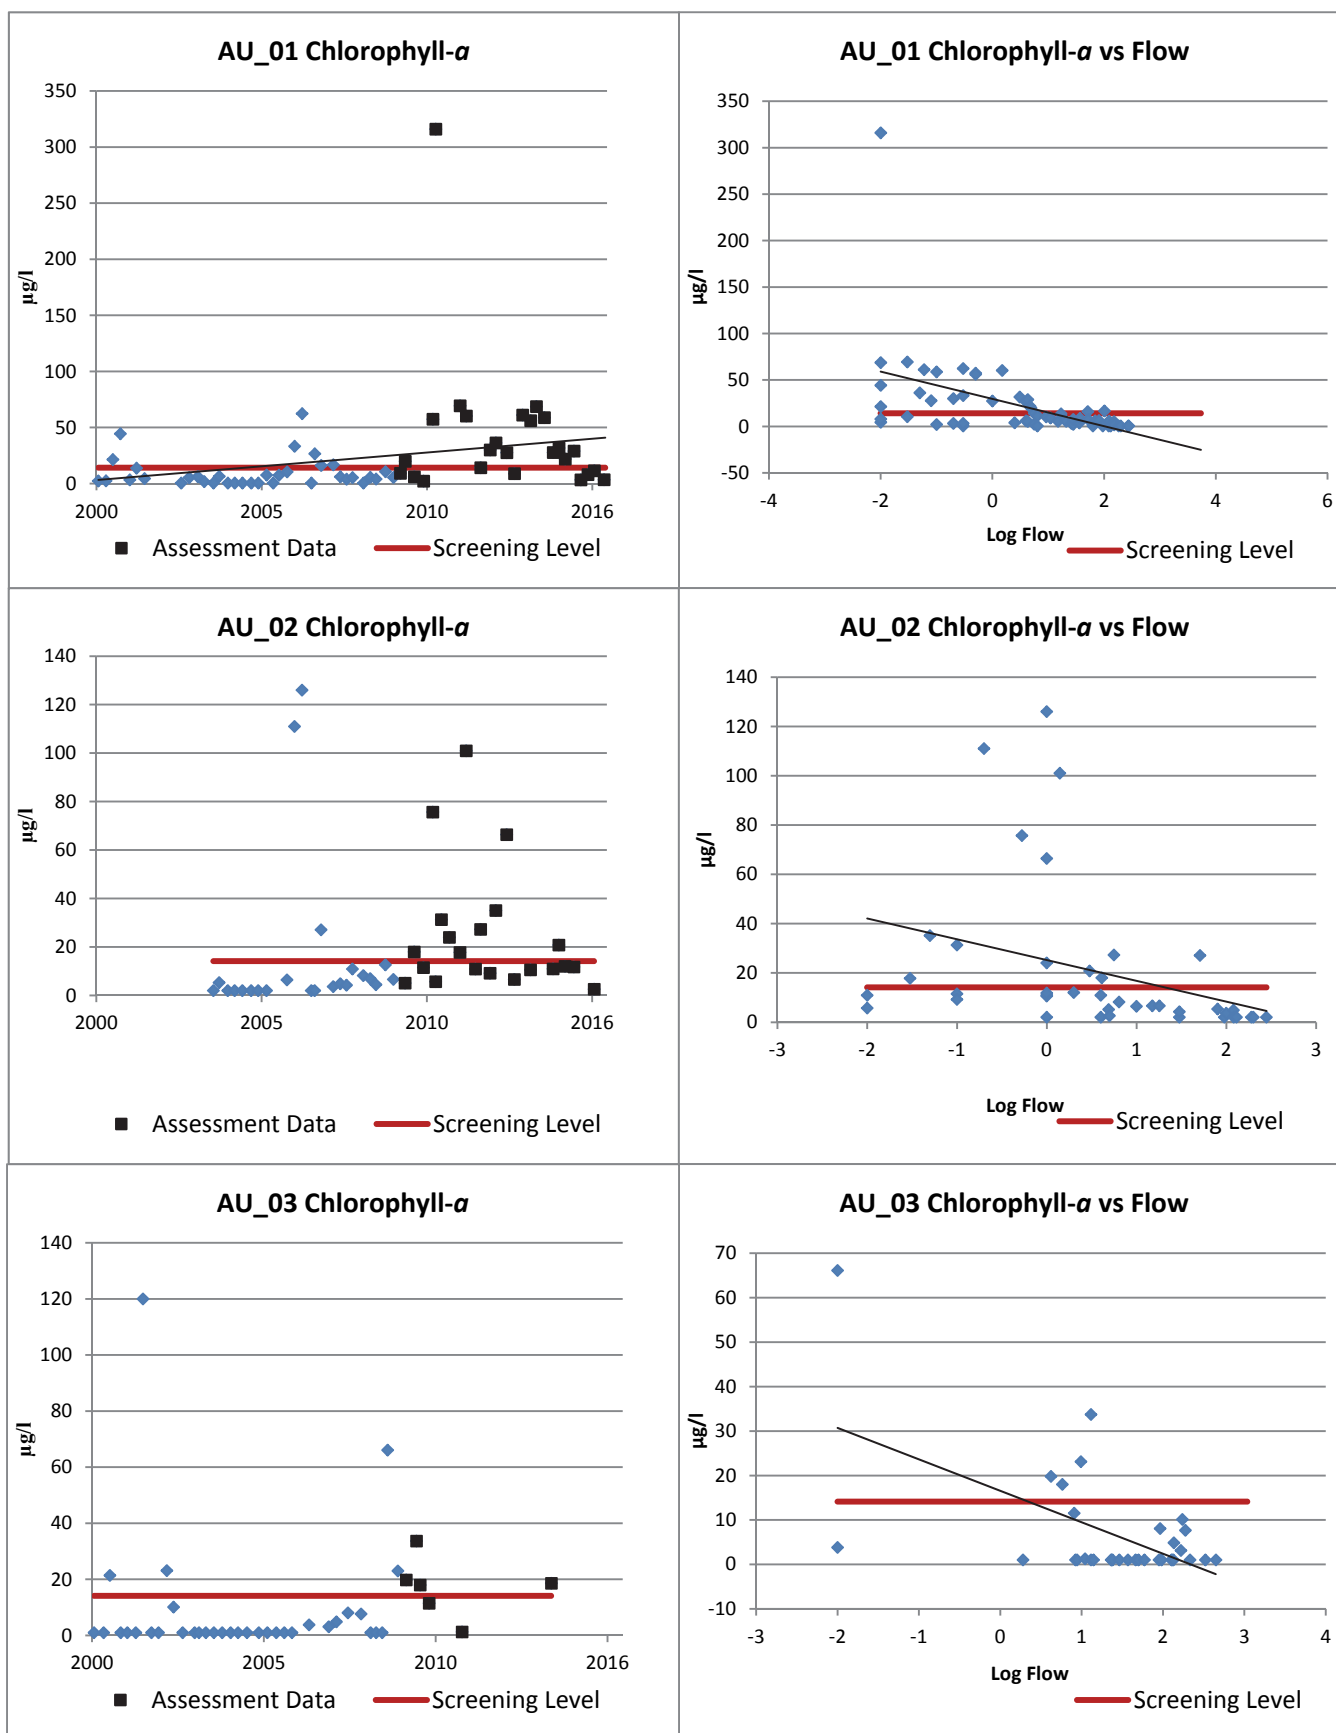 AU_01 Chlorophyll-a
350
300
250
200
150
100
50
0
µg/l
2000 2005 2010 2016
Assessment Data Screening Level
AU_01 Chlorophyll-a vs Flow
350
300
250
200
150
100
50
0
-50
µg/l
-4 -2 0 2 4 6
Log Flow
Screening Level
AU_02 Chlorophyll-a
140
120
100
80
60
40
20
0
µg/l
2000 2005 2010 2016
Assessment Data Screening Level
AU_02 Chlorophyll-a vs Flow
140
120
100
80
60
40
20
0
µg/l
-3 -2 -1 0 1 2 3
Log Flow
Screening Level
AU_03 Chlorophyll-a
140
120
100
80
60
40
20
0
µg/l
2000 2005 2010 2016
Assessment Data Screening Level
AU_03 Chlorophyll-a vs Flow
70
60
50
40
30
20
10
0
-10
µg/l
-3 -2 -1 0 1 2 3 4
Log Flow
Screening Level